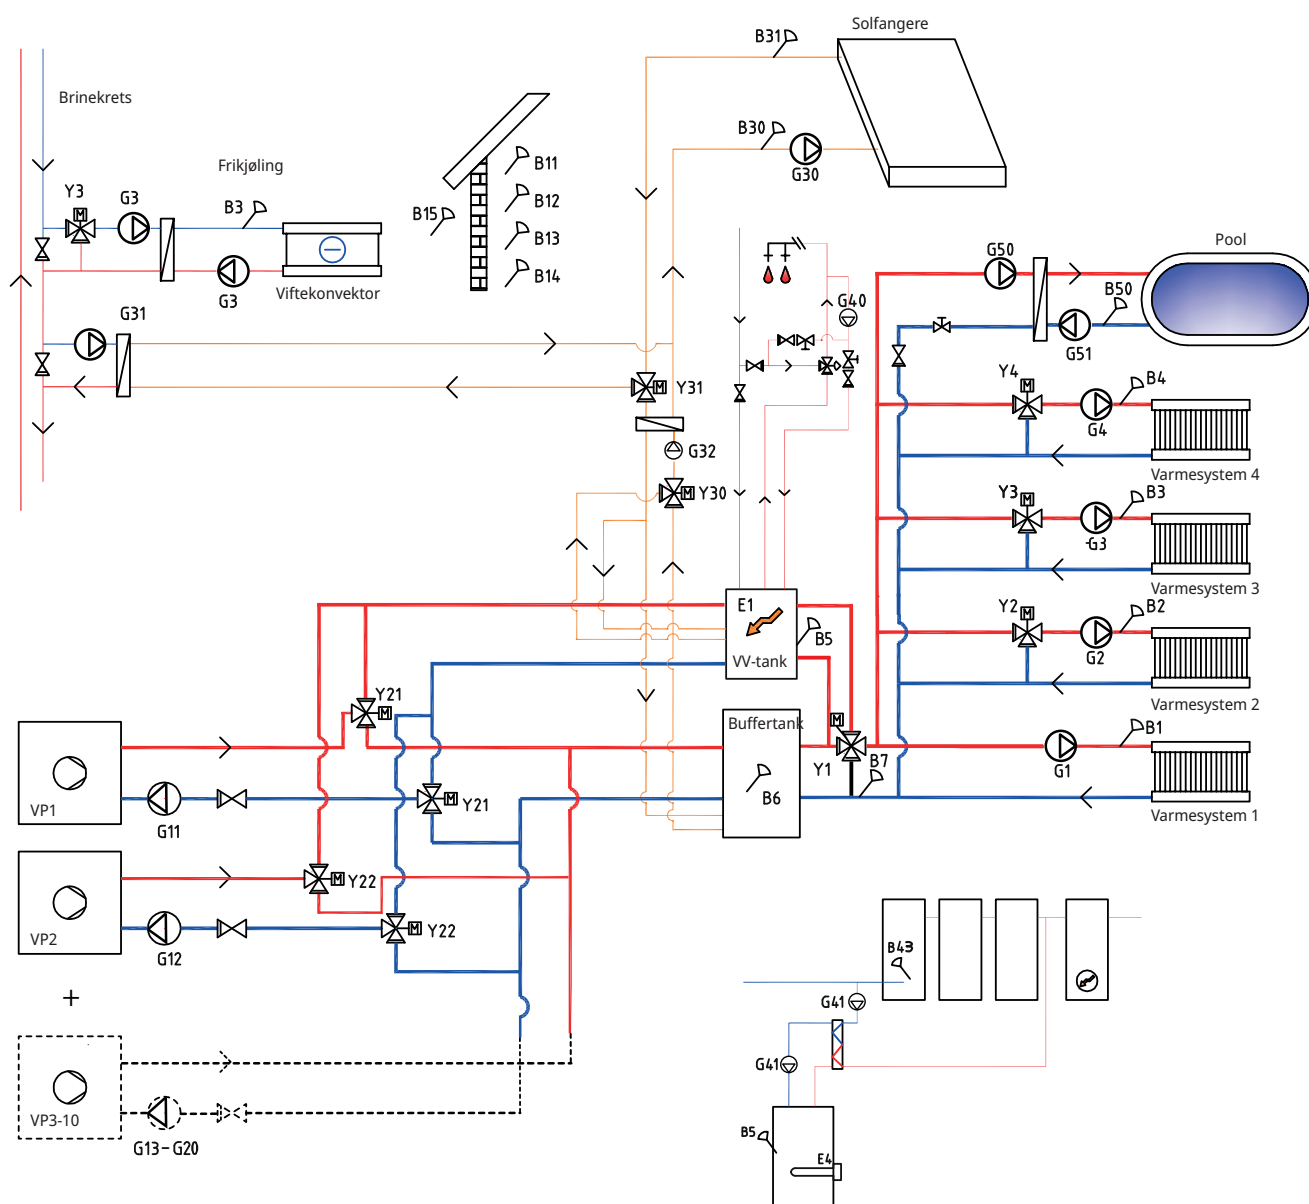 Solfangere
B31
Brinekrets
B30
G30
Frikjøling
B11
Y3
G3
B3
B15
B12
B13
B14
G3
Viftekonvektor
G50
Pool
B50
G51
G31
G40
Y31
Y4
B4
G4
Varmesystem 4
G32
Y30
Y3
B3
-G3
Varmesystem 3
E1
B5
VV-tank
Y2
B2
G2
Varmesystem 2
Y21
Buffertank
Y1
B7
B6
B1
G1
Varmesystem 1
VP1
G11
Y21
Y22
VP2
G12
Y22
+
B43
G41
G41
VP3-10
G13-G20
B5
E4
M
M
M
M
M
M
M
M
M
M
M